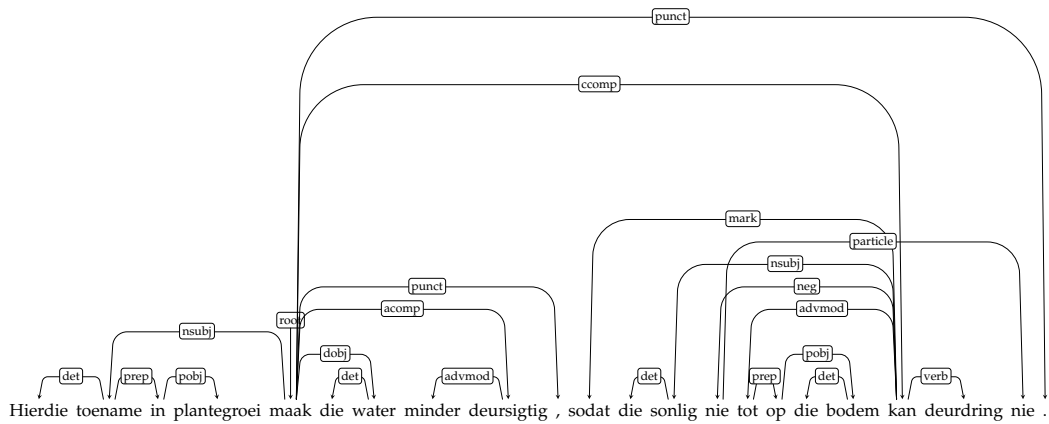 punct
ccomp
mark
particle
nsubj
punct neg
acomp advmod
root
nsubj
dobj pobj
det prep pobj det advmod det prep det verb
Hierdie toename in plantegroei maak die water minder deursigtig , sodat die sonlig nie tot op die bodem kan deurdring nie .